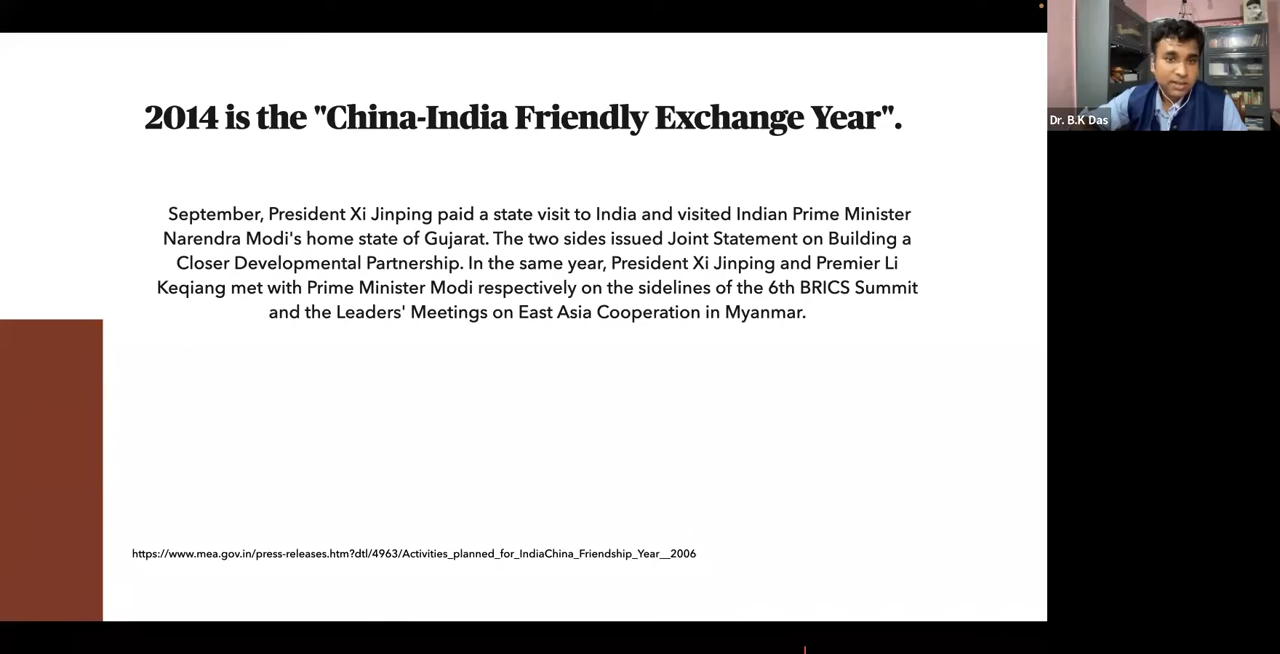 2014 is the "China-India Friendly Exchange Year".
September, President Xi Jinping paid a state visit to India and visited Indian Prime Minister
Narendra Modi's home state of Gujarat. The two sides issued Joint Statement on Building a
Closer Developmental Partnership. In the same year, President Xi Jinping and Premier Li
Keqiang met with Prime Minister Modi respectively on the sidelines of the 6th BRICS Summit
and the Leaders' Meetings on East Asia Cooperation in Myanmar.
https://www.mea.gov.in/press-releases.htm?dtl/4963/Activities_planned_for_IndiaChina_Friendship_Year__2006
Dr. B.K Das